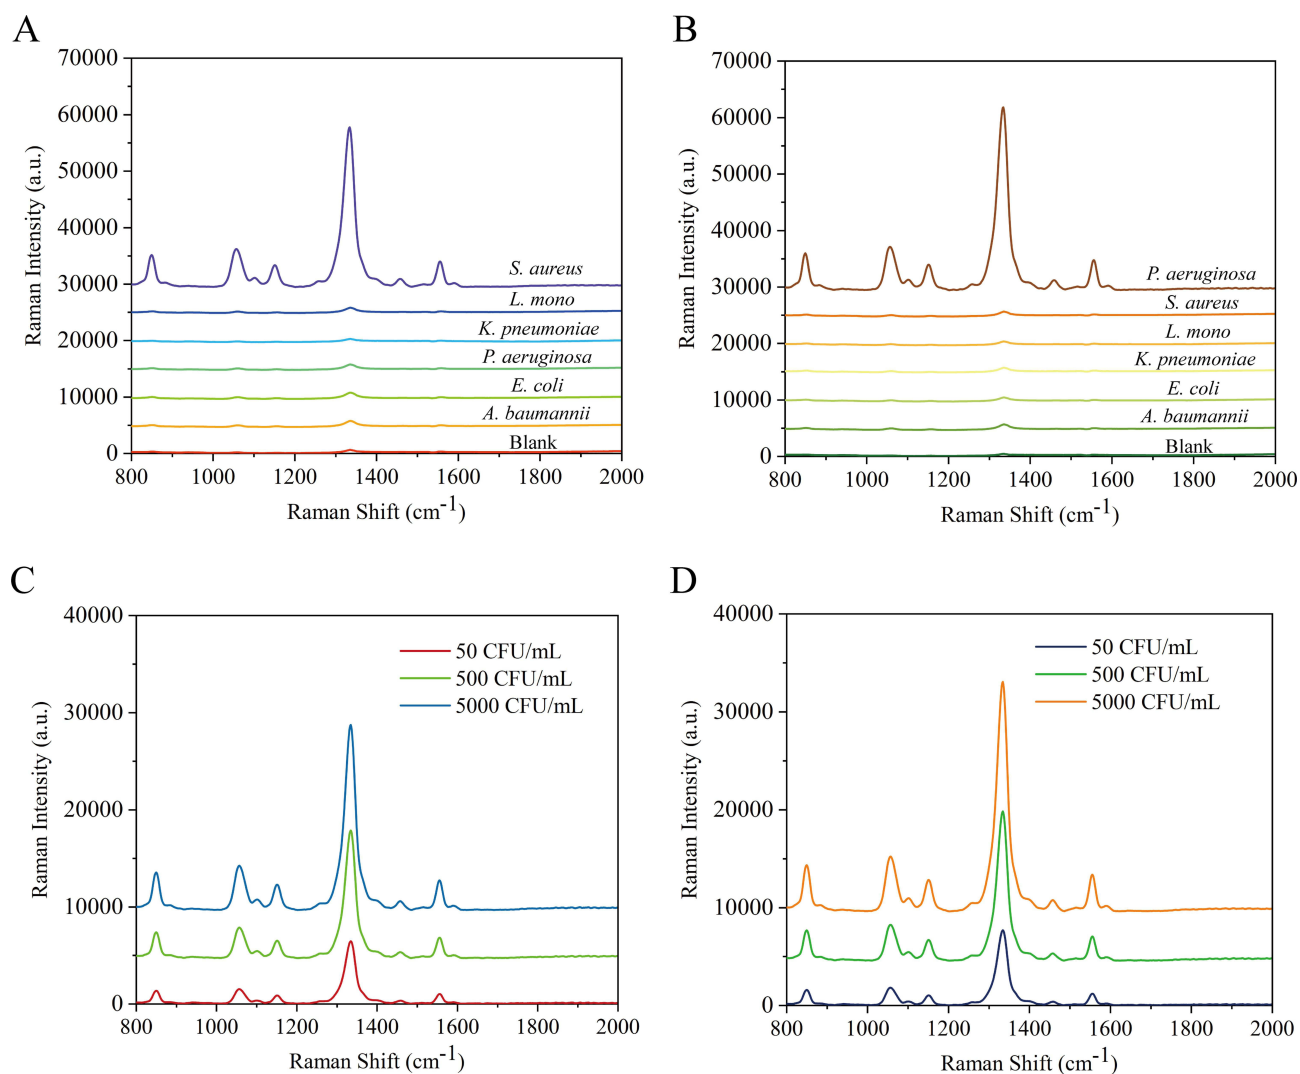 A
70000
60000
50000
40000
30000
20000
10000
0
Raman Intensity (a.u.)
S. aureus
L. mono
K. pneumoniae
P. aeruginosa
E. coli
A. baumannii
Blank
800 1000 1200 1400 1600 1800 2000
Raman Shift (cm-1)
B
70000
60000
50000
40000
30000
20000
10000
0
Raman Intensity (a.u.)
P. aeruginosa
S. aureus
L. mono
K. pneumoniae
E. coli
A. baumannii
Blank
800 1000 1200 1400 1600 1800 2000
Raman Shift (cm-1)
C
40000
30000
20000
10000
0
Raman Intensity (a.u.)
50 CFU/mL
500 CFU/mL
5000 CFU/mL
800 1000 1200 1400 1600 1800 2000
Raman Shift (cm-1)
D
40000
30000
20000
10000
0
Raman Intensity (a.u.)
50 CFU/mL
500 CFU/mL
5000 CFU/mL
800 1000 1200 1400 1600 1800 2000
Raman Shift (cm-1)